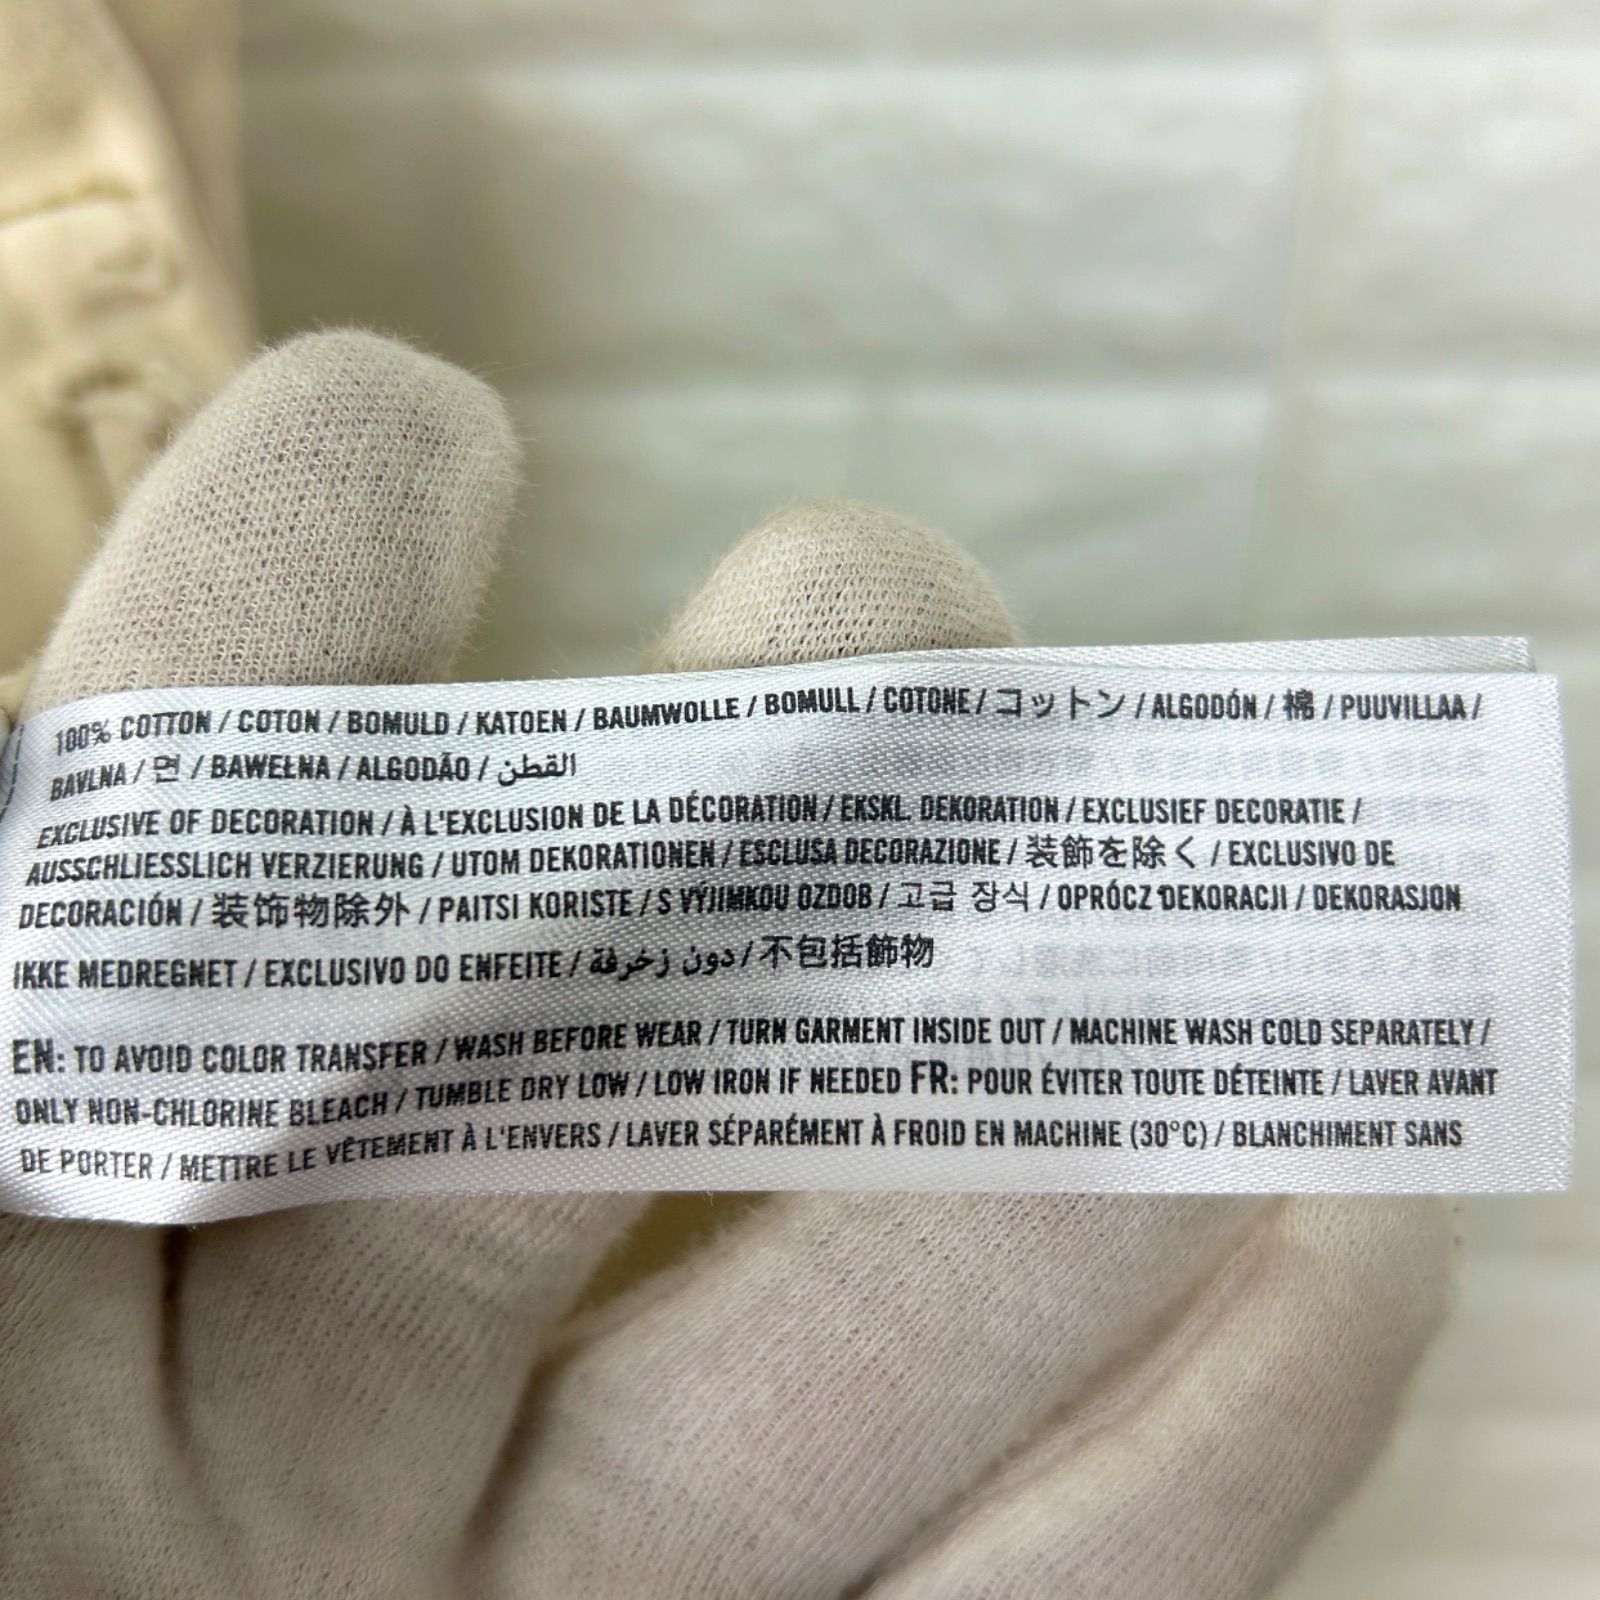 100% COTTON / COTON / BOMULD / KATOEN / BAUMWOLLE / BOMULL / COTONE / コットン / ALGODÓN / 棉 / PUUVILLAA /
BAVLNA / 면 / BAWEŁNA / ALGODÃO / القطن
EXCLUSIVE OF DECORATION / À L'EXCLUSION DE LA DÉCORATION / EKSKL. DEKORATION / EXCLUSIEF DECORATIE /
AUSSCHLIESSLICH VERZIERUNG / UTOM DEKORATIONEN / ESCLUSA DECORAZIONE / 装飾を除く / EXCLUSIVO DE
DECORACIÓN / 装饰物除外 / PAITSI KORISTE / S VÝJIMKOU OZDOB / 고급 장식 / OPRÓCZ DEKORACJI / DEKORASJON
IKKE MEDREGNET / EXCLUSIVO DO ENFEITE / دون زخرفة / 不包括飾物
EN: TO AVOID COLOR TRANSFER / WASH BEFORE WEAR / TURN GARMENT INSIDE OUT / MACHINE WASH COLD SEPARATELY /
ONLY NON-CHLORINE BLEACH / TUMBLE DRY LOW / LOW IRON IF NEEDED FR: POUR ÉVITER TOUTE DÉTEINTE / LAVER AVANT
DE PORTER / METTRE LE VÊTEMENT À L'ENVERS / LAVER SÉPARÉMENT À FROID EN MACHINE (30°C) / BLANCHIMENT SANS